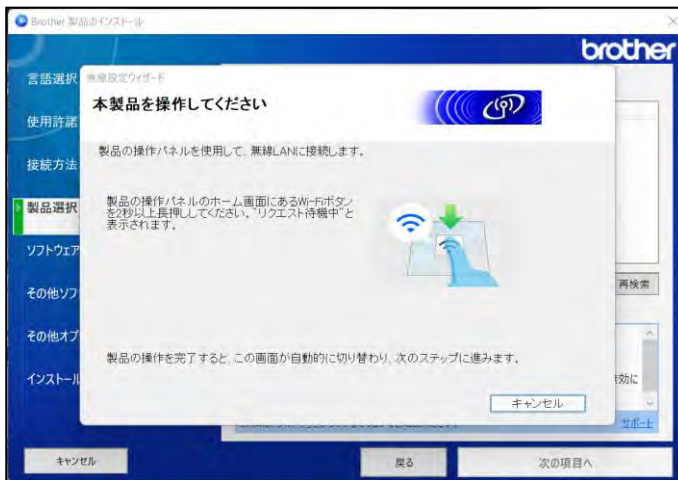 Brother 製品のインストール
brother
言語選択
無線設定ウィザード
本製品を操作してください
使用許諾
製品の操作パネルを使用して、無線LANに接続します。
接続方法
製品選択
製品の操作パネルのホーム画面にあるWi-Fiボタン
を2秒以上長押ししてください。"リクエスト待機中"と
表示されます。
ソフトウェア
その他ソフ
再検索
その他オプ
製品の操作を完了すると、この画面が自動的に切り替わり、次のステップに進みます。
インストール
効に
キャンセル
サポート
キャンセル
戻る
次の項目へ